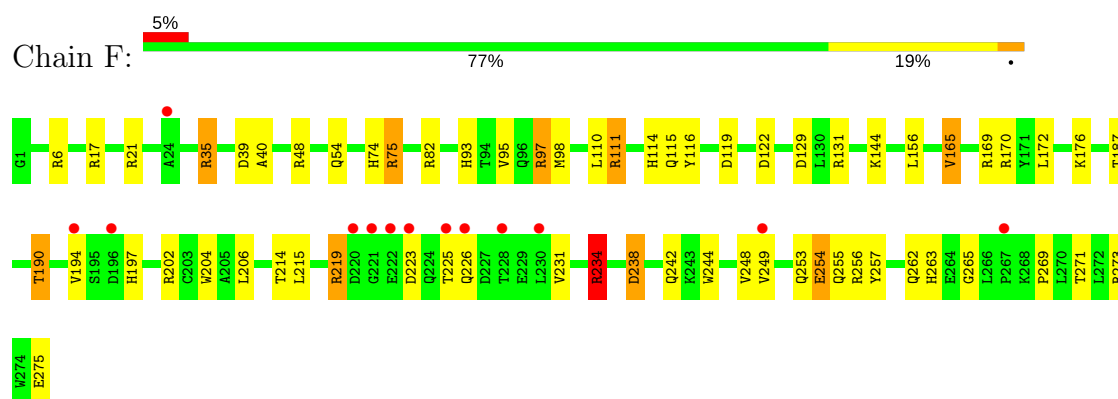 5%
Chain F:
77% 19% •
G1 R6 R17 R21 A24 R35 D39 A40 R48 Q54 H74 R75 R82 H93 T94 V95 Q96 R97 M98 L110 R111 H114 Q115 Y116 D119 D122 D129 L130 R131 K144 L156 V165 R169 R170 Y171 L172 K176 T187
T190 V194 S195 D196 H197 R202 C203 W204 A205 L206 T214 L215 R219 D220 G221 E222 D223 Q224 T225 Q226 D227 T228 E229 L230 V231 R234 D238 Q242 K243 W244 V248 V249 Q253 E254 Q255 R256 Y257 Q262 H263 E264 G265 L266 P267 K268 P269 L270 T271 L272 R273
W274 E275